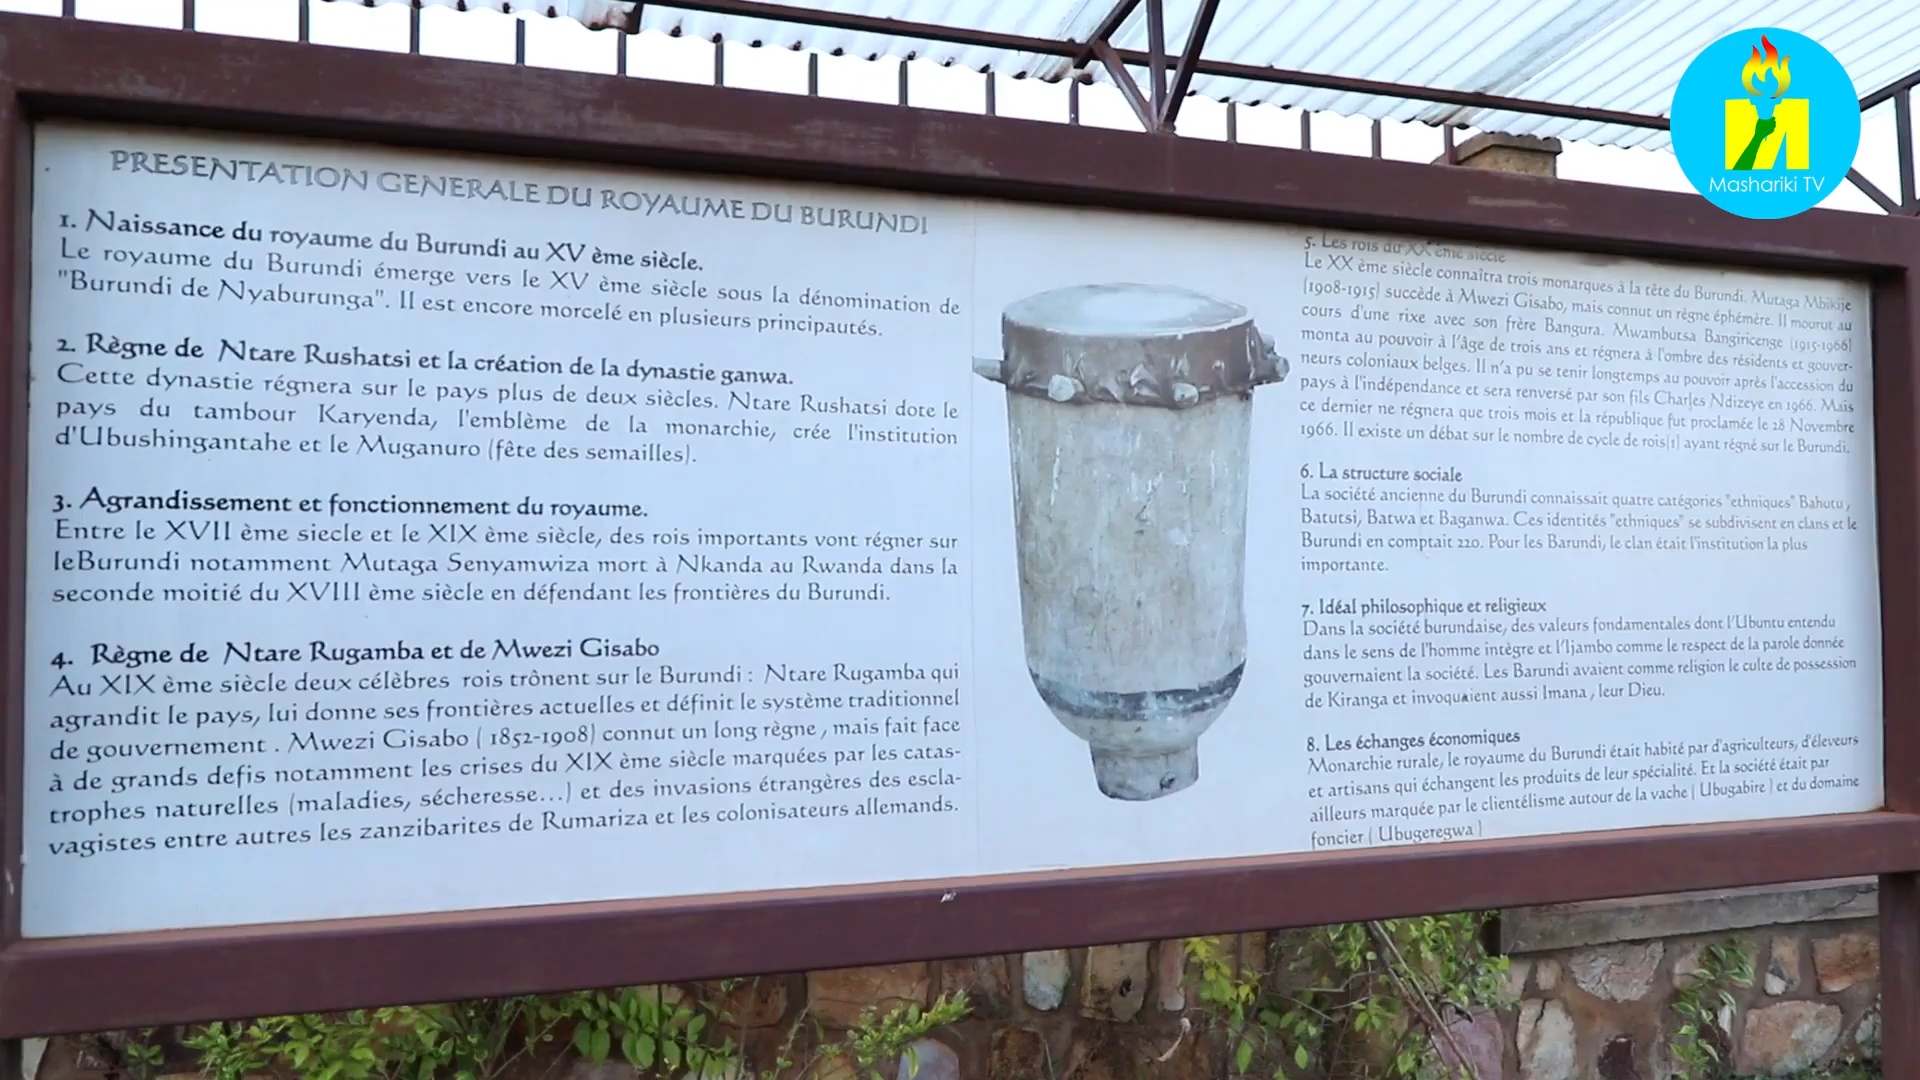 PRESENTATION GENERALE DU ROYAUME DU BURUNDI
1. Naissance du royaume du Burundi au XV ème siècle.
Le royaume du Burundi émerge vers le XV ème siècle sous la dénomination de
"Burundi de Nyaburunga". Il est encore morcelé en plusieurs principautés.
2. Règne de Ntare Rushatsi et la création de la dynastie ganwa.
Cette dynastie régnera sur le pays plus de deux siècles. Ntare Rushatsi dote le
pays du tambour Karyenda, l'emblème de la monarchie, crée l'institution
d'Ubushingantahe et le Muganuro (fête des semailles).
3. Agrandissement et fonctionnement du royaume.
Entre le XVII ème siecle et le XIX ème siècle, des rois importants vont régner sur
leBurundi notamment Mutaga Senyamwiza mort à Nkanda au Rwanda dans la
seconde moitié du XVIII ème siècle en défendant les frontières du Burundi.
4. Règne de Ntare Rugamba et de Mwezi Gisabo
Au XIX ème siècle deux célèbres rois trônent sur le Burundi : Ntare Rugamba qui
agrandit le pays, lui donne ses frontières actuelles et définit le système traditionnel
de gouvernement . Mwezi Gisabo ( 1852-1908) connut un long règne , mais fait face
à de grands defis notamment les crises du XIX ème siècle marquées par les catas-
trophes naturelles (maladies, sécheresse...) et des invasions étrangères des escla-
vagistes entre autres les zanzibarites de Rumariza et les colonisateurs allemands.
5. Les rois du XX ème siècle
Le XX ème siècle connaîtra trois monarques à la tête du Burundi. Mutaga Mbikije
(1908-1915) succède à Mwezi Gisabo, mais connut un règne éphémère. Il mourut au
cours d'une rixe avec son frère Bangura. Mwambutsa Bangiricenge (1915-1966)
monta au pouvoir à l'âge de trois ans et régnera à l'ombre des résidents et gouver-
neurs coloniaux belges. Il n'a pu se tenir longtemps au pouvoir après l'accession du
pays à l'indépendance et sera renversé par son fils Charles Ndizeye en 1966. Mais
ce dernier ne régnera que trois mois et la république fut proclamée le 28 Novembre
1966. Il existe un débat sur le nombre de cycle de rois(1) ayant régné sur le Burundi.
6. La structure sociale
La société ancienne du Burundi connaissait quatre catégories "ethniques" Bahutu ,
Batutsi, Batwa et Baganwa. Ces identités "ethniques" se subdivisent en clans et le
Burundi en comptait 220. Pour les Barundi, le clan était l'institution la plus
importante.
7. Idéal philosophique et religieux
Dans la société burundaise, des valeurs fondamentales dont l'Ubuntu entendu
dans le sens de l'homme intègre et l'Ijambo comme le respect de la parole donnée
gouvernaient la société. Les Barundi avaient comme religion le culte de possession
de Kiranga et invoquaient aussi Imana , leur Dieu.
8. Les échanges économiques
Monarchie rurale, le royaume du Burundi était habité par d'agriculteurs, d'éleveurs
et artisans qui échangent les produits de leur spécialité. Et la société était par
ailleurs marquée par le clientélisme autour de la vache ( Ubugabire ) et du domaine
foncier ( Ubugeregwa )
Mashariki TV